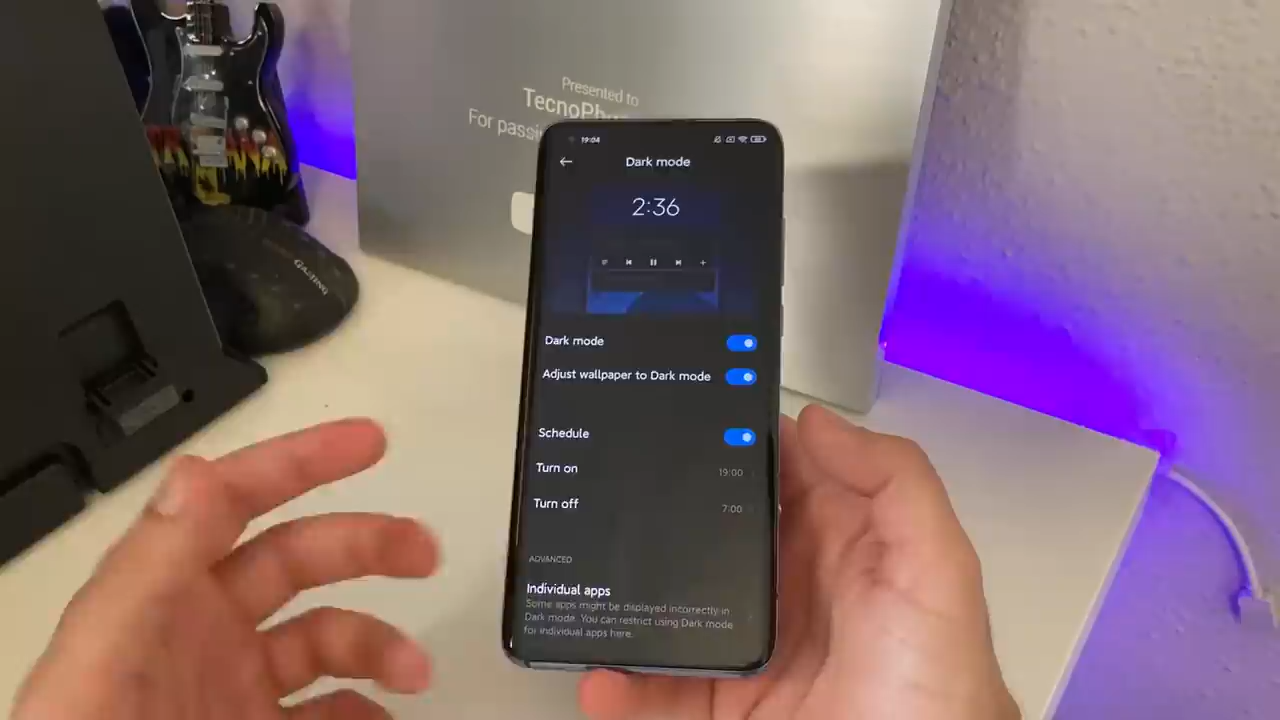 Presented to
TecnoPh
For passi
GAMING
19:04
Dark mode
2:36
Dark mode
Adjust wallpaper to Dark mode
Schedule
Turn on
19:00
Turn off
7:00
ADVANCED
Individual apps
Some apps might be displayed incorrectly in
Dark mode. You can restrict using Dark mode
for individual apps here.